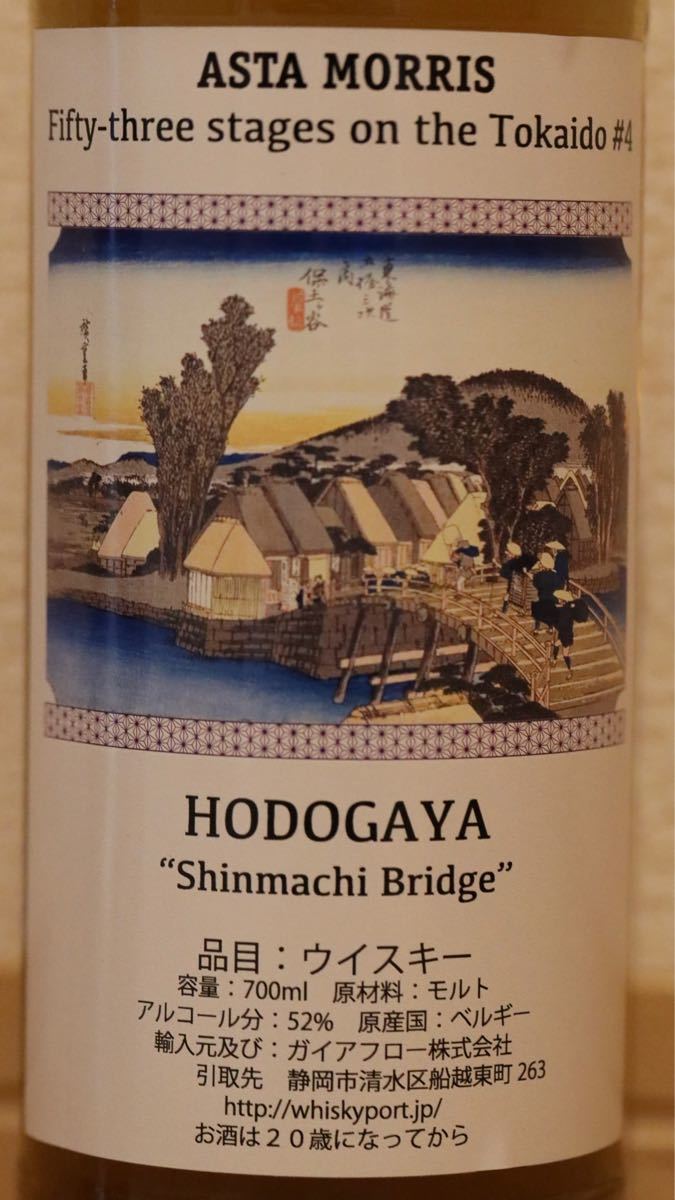 ASTA MORRIS
Fifty-three stages on the Tokaido #4
東海道
五拾三次
之内
保土ヶ谷
廣重画
HODOGAYA
“Shinmachi Bridge”
品目：ウイスキー
容量：700ml 原材料：モルト
アルコール分：52% 原産国：ベルギー
輸入元及び：ガイアフロー株式会社
引取先 静岡市清水区船越東町 263
http://whiskyport.jp/
お酒は２０歳になってから